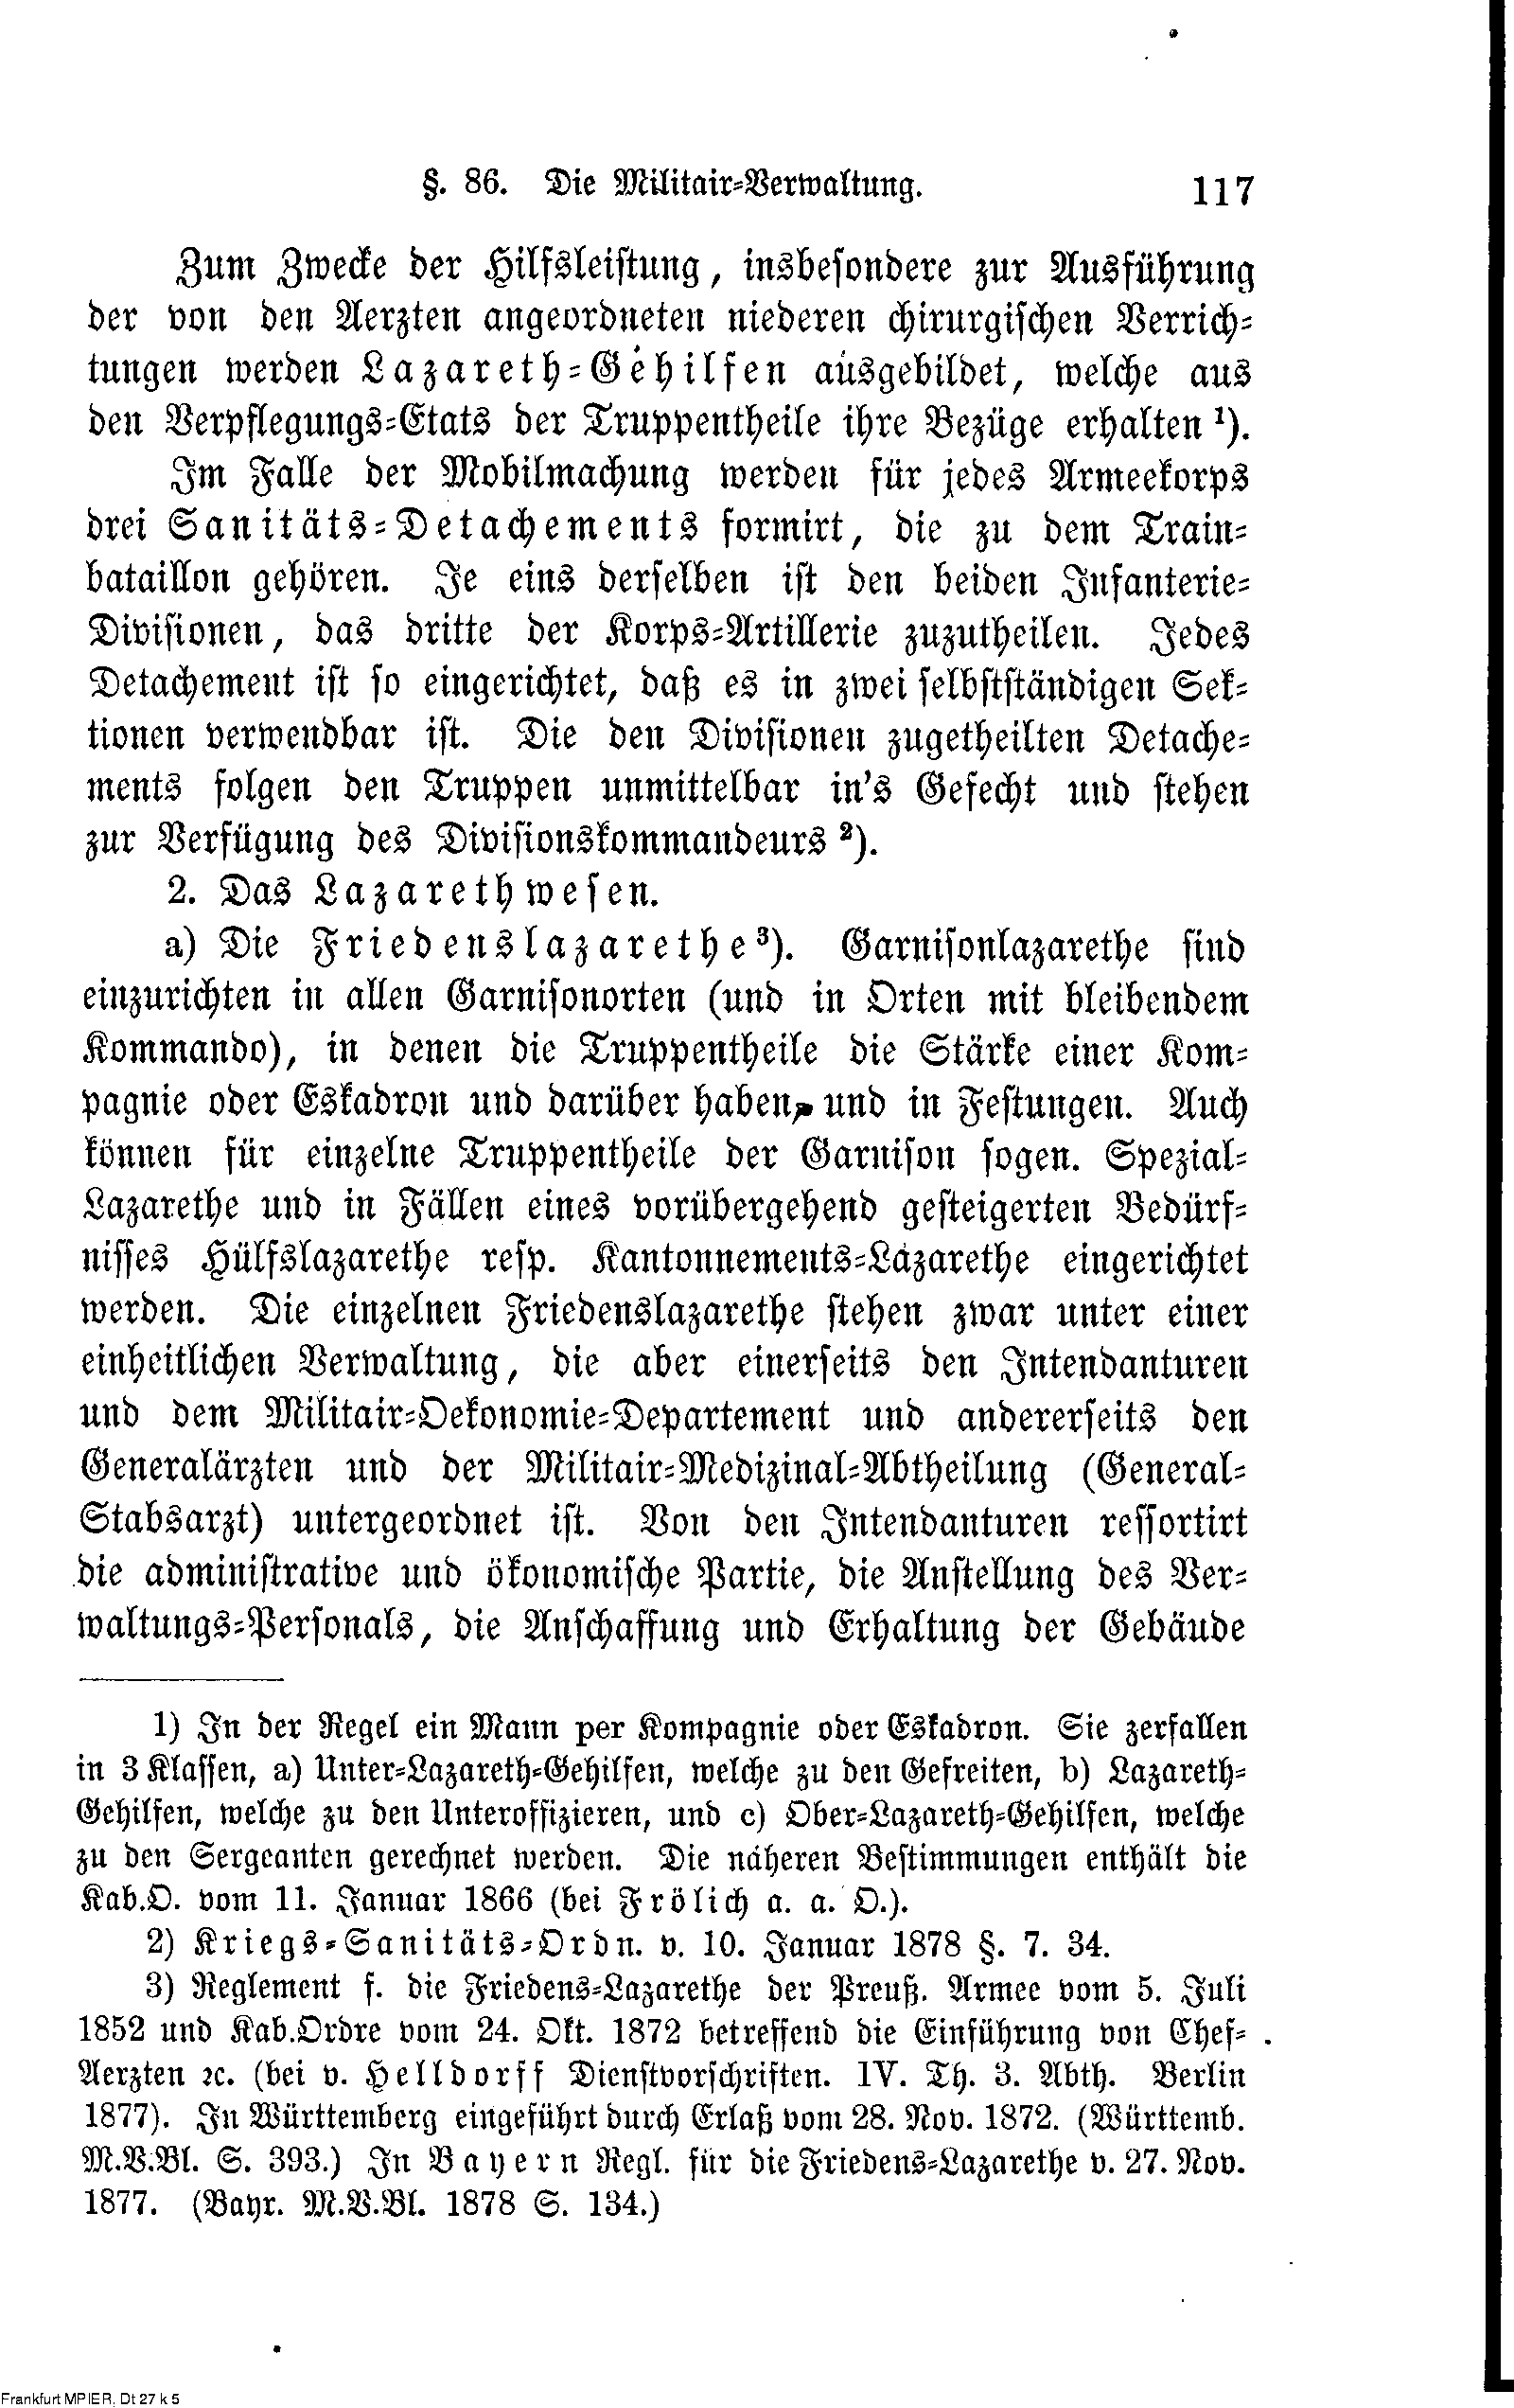 §. 86. Die Militair-Verwaltung. 117
Zum Zwecke der Hilfsleistung, insbesondere zur Ausführung
der von den Aerzten angeordneten niederen chirurgischen Verrich-
tungen werden Lazareth-Gehilfen ausgebildet, welche aus
den Verpflegungs-Etats der Truppentheile ihre Bezüge erhalten ¹).
Im Falle der Mobilmachung werden für jedes Armeekorps
drei Sanitäts-Detachements formirt, die zu dem Train-
bataillon gehören. Je eins derselben ist den beiden Infanterie-
Divisionen, das dritte der Korps-Artillerie zuzutheilen. Jedes
Detachement ist so eingerichtet, daß es in zwei selbstständigen Sek-
tionen verwendbar ist. Die den Divisionen zugetheilten Detache-
ments folgen den Truppen unmittelbar in's Gefecht und stehen
zur Verfügung des Divisionskommandeurs ²).
2. Das Lazarethwesen.
a) Die Friedenslazarethe³). Garnisonlazarethe sind
einzurichten in allen Garnisonorten (und in Orten mit bleibendem
Kommando), in denen die Truppentheile die Stärke einer Kom-
pagnie oder Eskadron und darüber haben, und in Festungen. Auch
können für einzelne Truppentheile der Garnison sogen. Spezial-
Lazarethe und in Fällen eines vorübergehend gesteigerten Bedürf-
nisses Hülfslazarethe resp. Kantonnements-Lazarethe eingerichtet
werden. Die einzelnen Friedenslazarethe stehen zwar unter einer
einheitlichen Verwaltung, die aber einerseits den Intendanturen
und dem Militair-Oekonomie-Departement und andererseits den
Generalärzten und der Militair-Medizinal-Abtheilung (General-
Stabsarzt) untergeordnet ist. Von den Intendanturen ressortirt
die administrative und ökonomische Partie, die Anstellung des Ver-
waltungs-Personals, die Anschaffung und Erhaltung der Gebäude
1) In der Regel ein Mann per Kompagnie oder Eskadron. Sie zerfallen
in 3 Klassen, a) Unter-Lazareth-Gehilfen, welche zu den Gefreiten, b) Lazareth-
Gehilfen, welche zu den Unteroffizieren, und c) Ober-Lazareth-Gehilfen, welche
zu den Sergeanten gerechnet werden. Die näheren Bestimmungen enthält die
Kab.O. vom 11. Januar 1866 (bei Frölich a. a. O.).
2) Kriegs-Sanitäts-Ordn. v. 10. Januar 1878 §. 7. 34.
3) Reglement f. die Friedens-Lazarethe der Preuß. Armee vom 5. Juli
1852 und Kab.Ordre vom 24. Okt. 1872 betreffend die Einführung von Chef-
Aerzten ꝛc. (bei v. Helldorff Dienstvorschriften. IV. Th. 3. Abth. Berlin
1877). In Württemberg eingeführt durch Erlaß vom 28. Nov. 1872. (Württemb.
M.V.Bl. S. 393.) In Bayern Regl. für die Friedens-Lazarethe v. 27. Nov.
1877. (Bayr. M.V.Bl. 1878 S. 134.)
Frankfurt MPIER, Dt 27 k 5